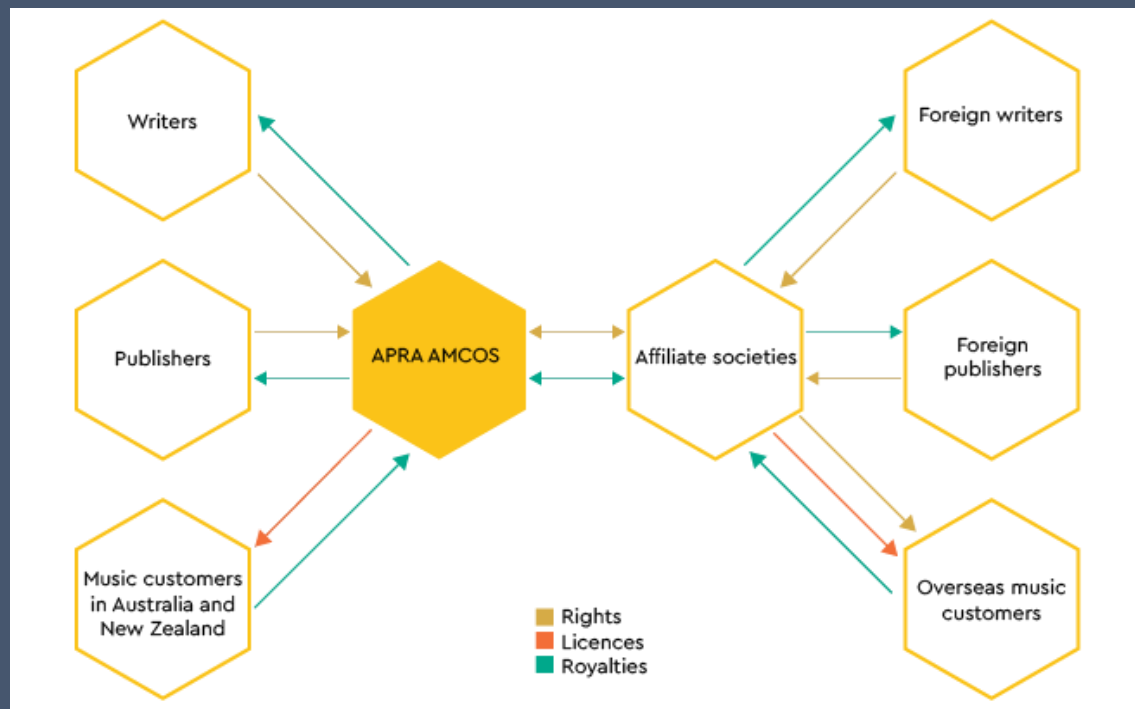 Writers
Foreign writers
Publishers
APRA AMCOS
Affiliate societies
Foreign
publishers
Music customers
in Australia and
New Zealand
Overseas music
customers
Rights
Licences
Royalties